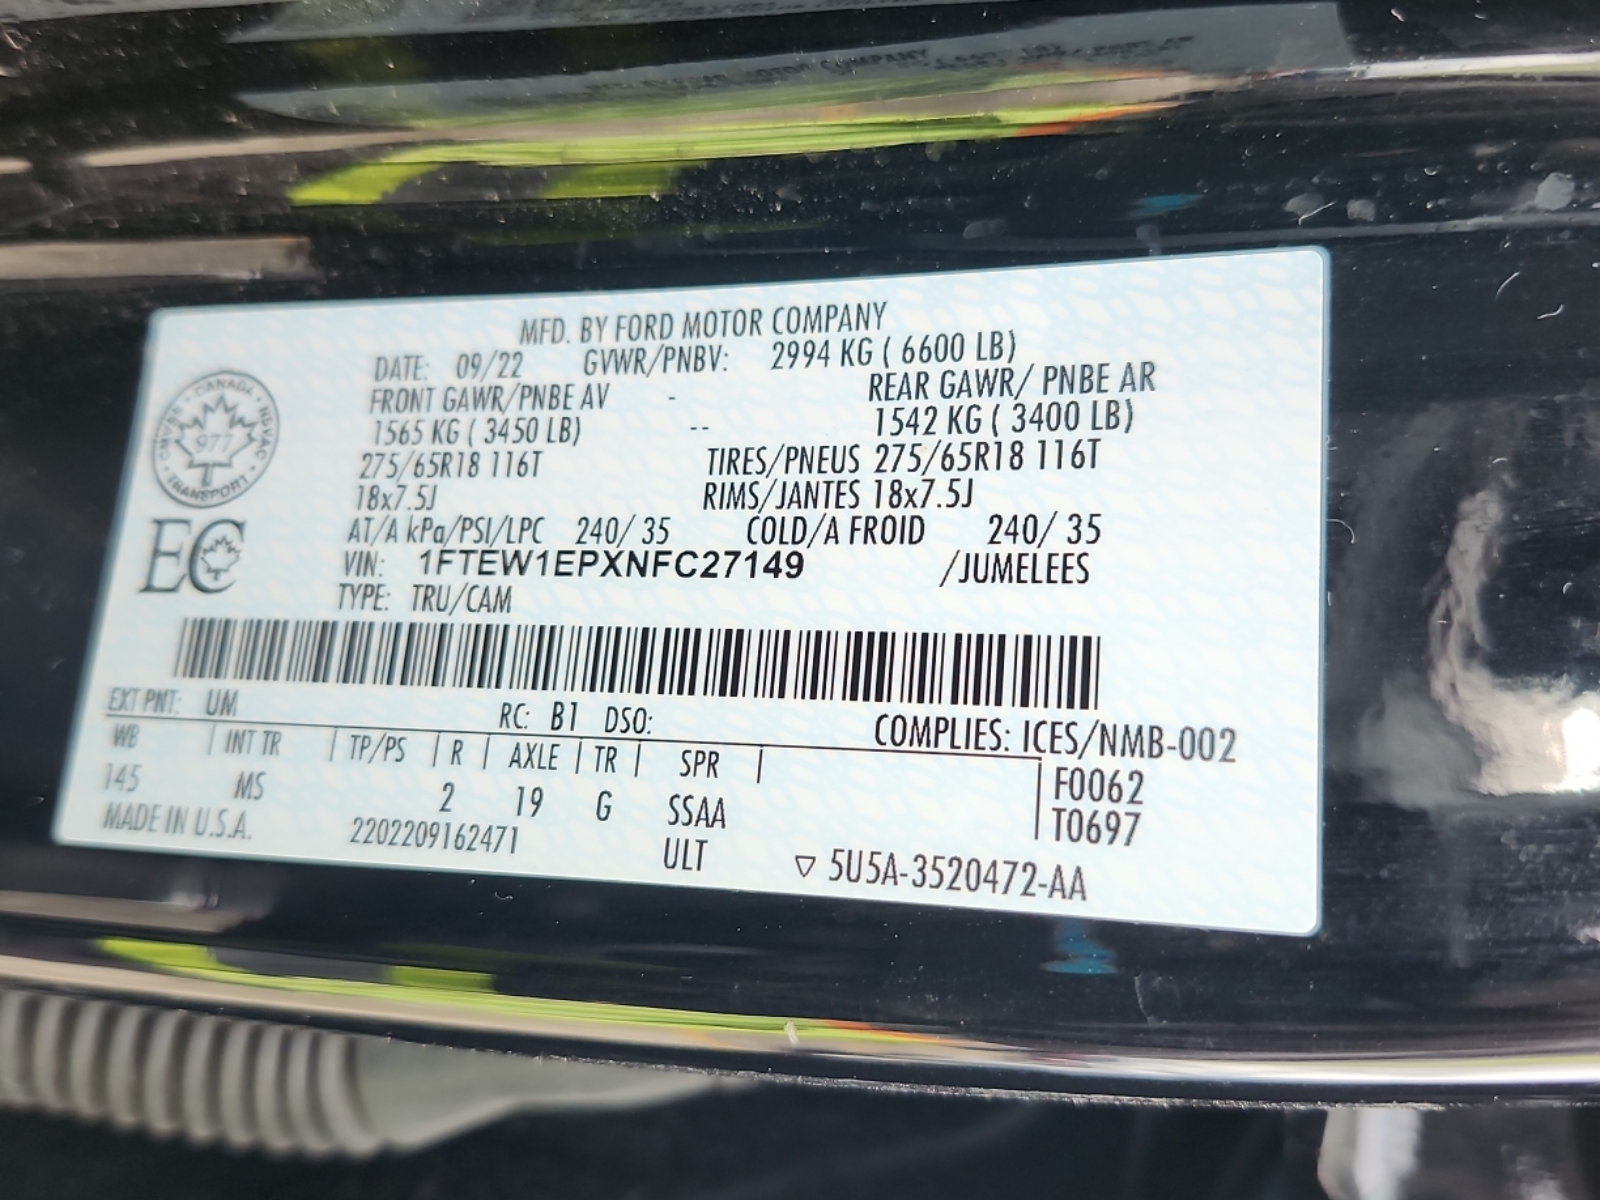 MFD. BY FORD MOTOR COMPANY
DATE: 09/22 GVWR/PNBV: 2994 KG ( 6600 LB)
FRONT GAWR/PNBE AV - REAR GAWR/ PNBE AR
1565 KG ( 3450 LB) -- 1542 KG ( 3400 LB)
275/65R18 116T TIRES/PNEUS 275/65R18 116T
18x7.5J RIMS/JANTES 18x7.5J
AT/A kPa/PSI/LPC 240/ 35 COLD/A FROID 240/ 35
VIN: 1FTEW1EPXNFC27149 /JUMELEES
TYPE: TRU/CAM
CANADA
CMVSS NSVAC
977
TRANSPORT
EC
EXT PNT: UM RC: B1 DSO: COMPLIES: ICES/NMB-002
WB | INT TR | TP/PS | R | AXLE | TR | SPR | F0062
145 MS 2 19 G SSAA T0697
MADE IN U.S.A. 2202209162471 ULT ▽ 5U5A-3520472-AA